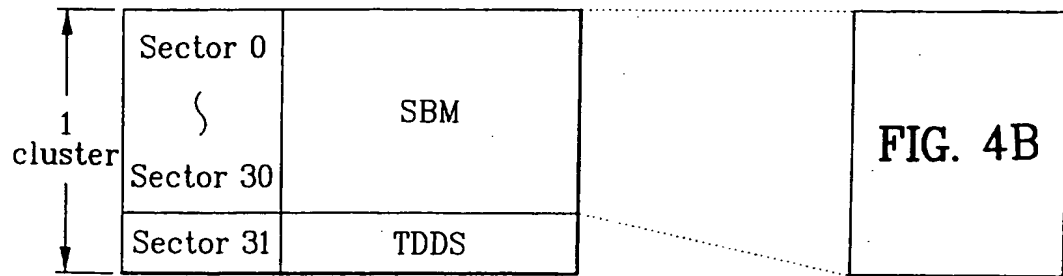 Sector 0
SBM
1
cluster
Sector 30
Sector 31
TDDS
FIG. 4B